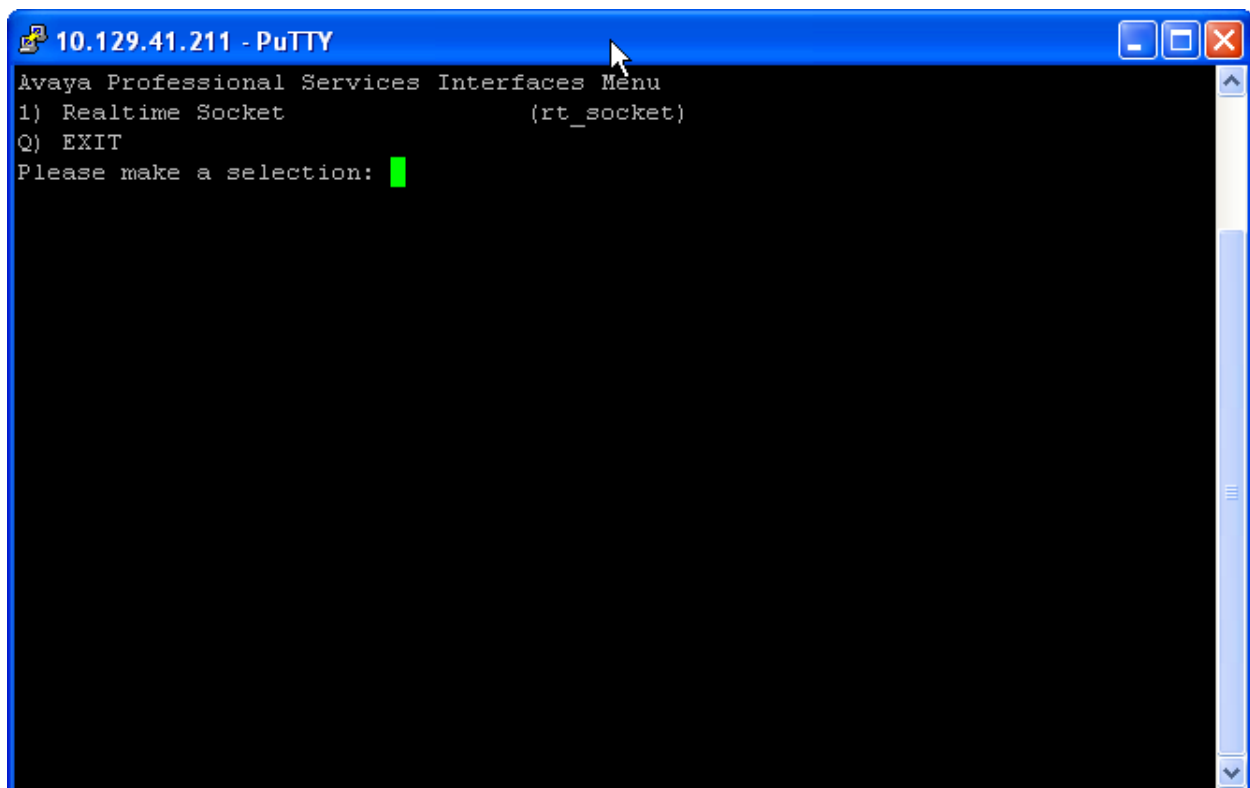 10.129.41.211 - PuTTY
Avaya Professional Services Interfaces Menu
1) Realtime Socket (rt_socket)
Q) EXIT
Please make a selection: